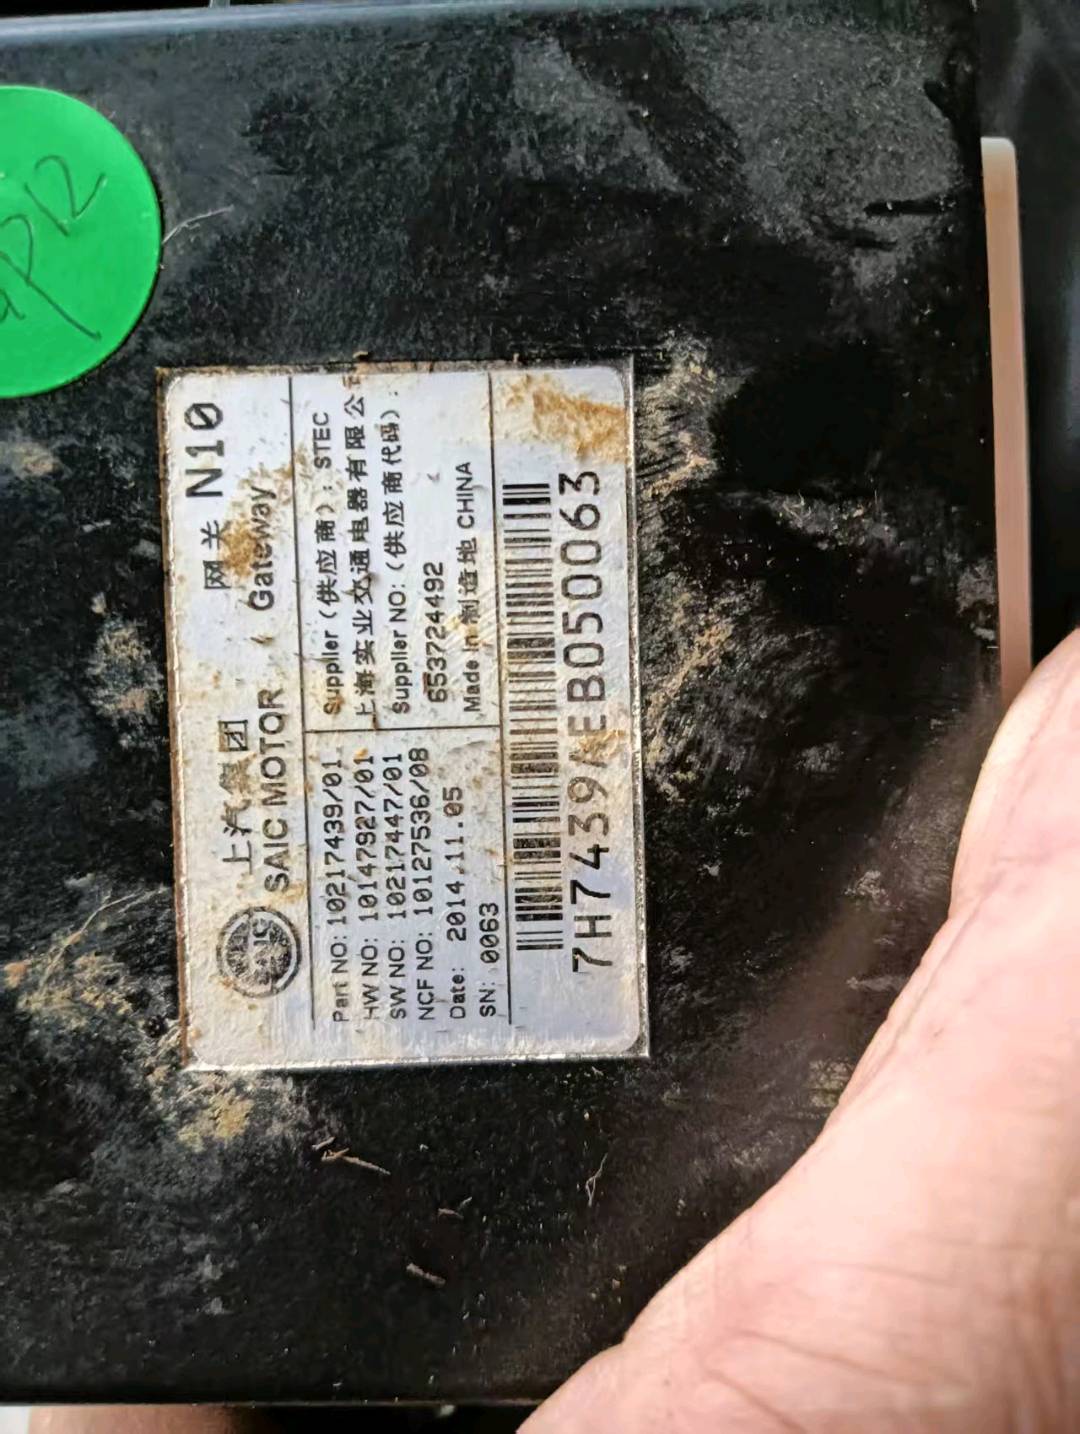 上汽集团 网关 N10
SAIC MOTOR Gateway
Part NO: 10217439/01
HW NO: 10147927/01
SW NO: 10217447/01
NCF NO: 10127536/08
Date: 2014.11.05
SN: 0063
Supplier (供应商): STEC
上海实业交通电器有限公司
Supplier NO: (供应商代码):
653724492
Made In 制造地 CHINA
7H7439AEB050063